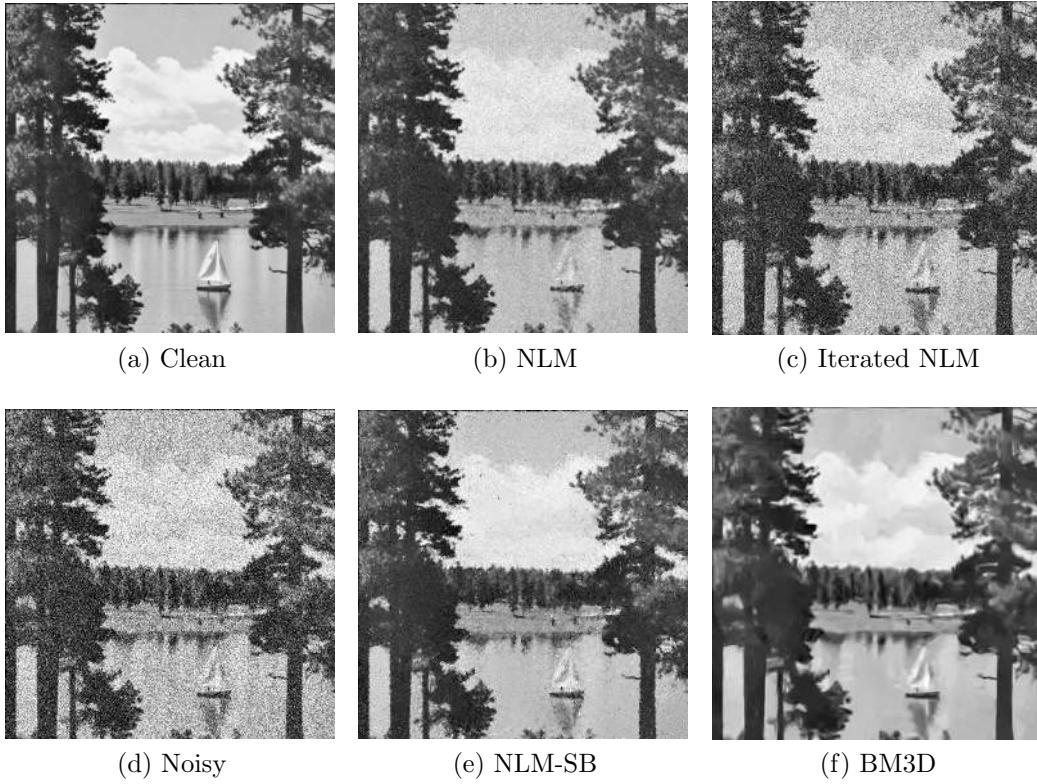 (a) Clean
(b) NLM
(c) Iterated NLM
(d) Noisy
(e) NLM-SB
(f) BM3D